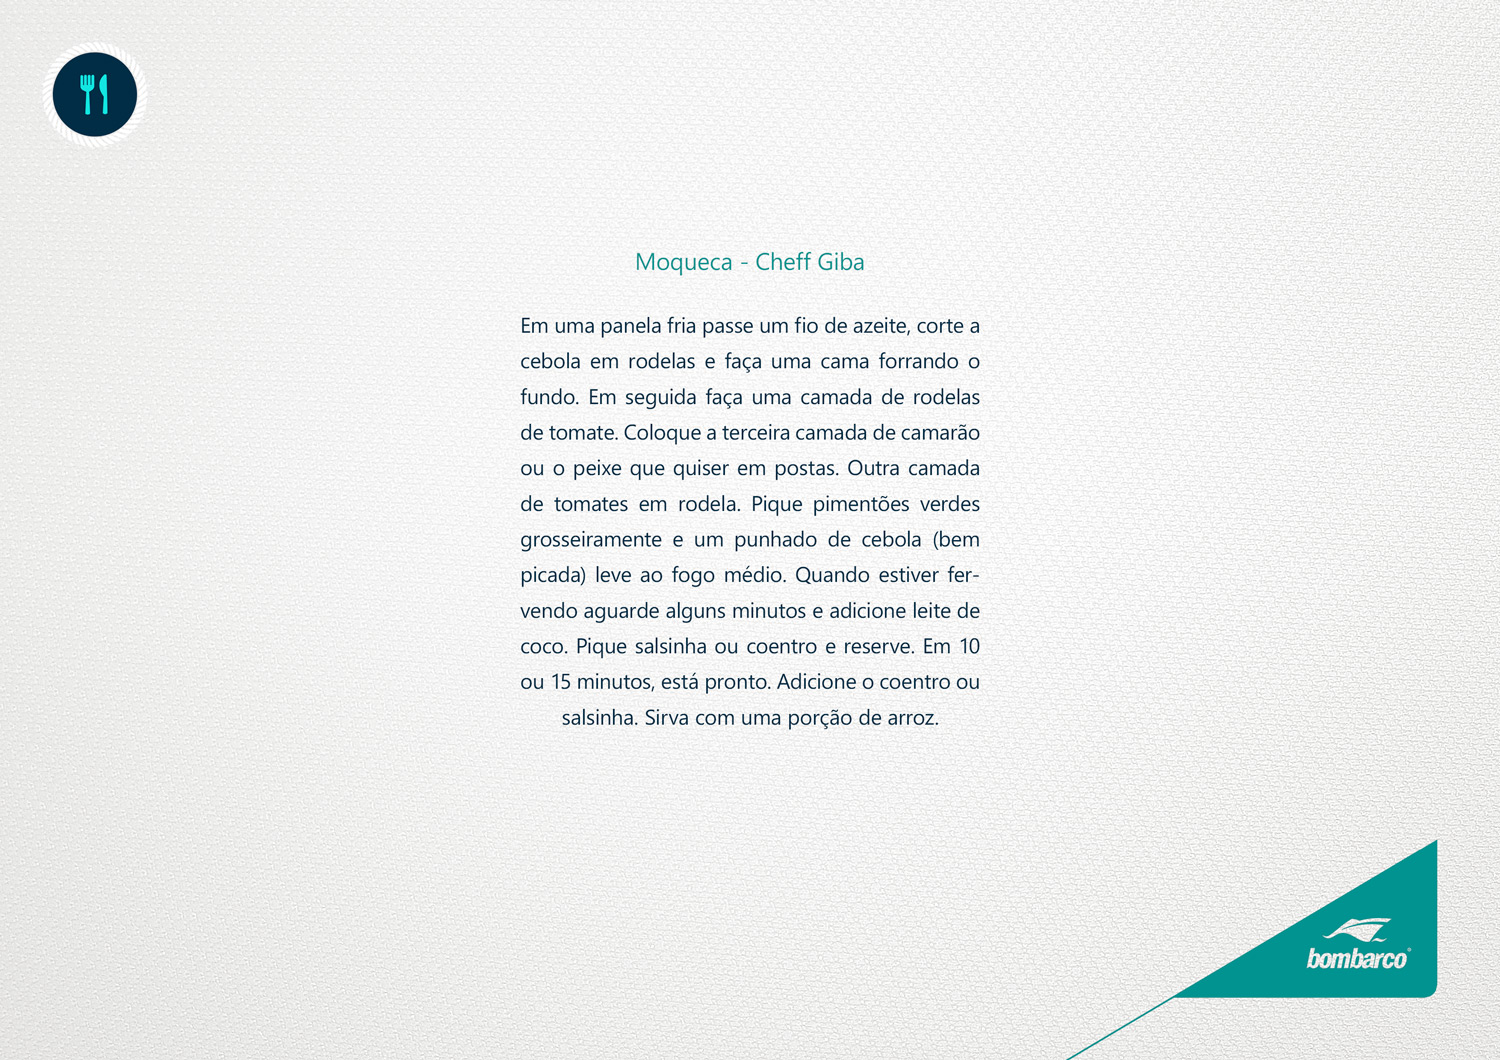 Moqueca - Cheff Giba
Em uma panela fria passe um fio de azeite, corte a
cebola em rodelas e faça uma cama forrando o
fundo. Em seguida faça uma camada de rodelas
de tomate. Coloque a terceira camada de camarão
ou o peixe que quiser em postas. Outra camada
de tomates em rodela. Pique pimentões verdes
grosseiramente e um punhado de cebola (bem
picada) leve ao fogo médio. Quando estiver fer-
vendo aguarde alguns minutos e adicione leite de
coco. Pique salsinha ou coentro e reserve. Em 10
ou 15 minutos, está pronto. Adicione o coentro ou
salsinha. Sirva com uma porção de arroz.
bombarco®